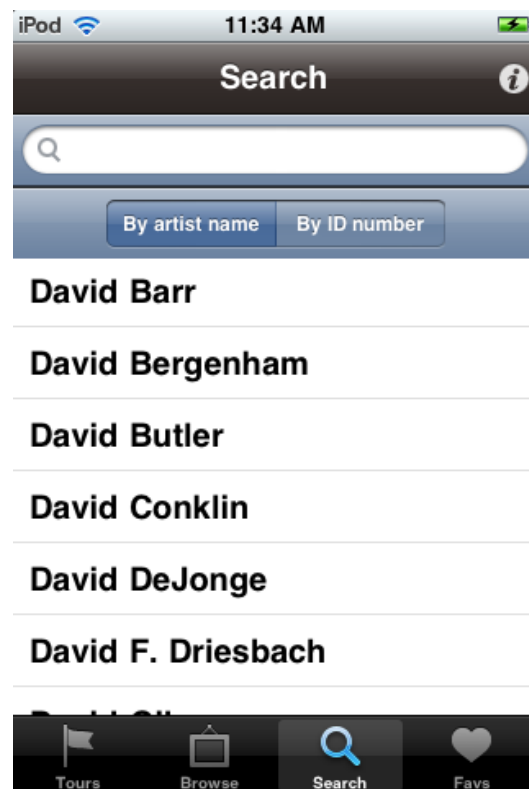 iPod 11:34 AM
Search
By artist name By ID number
David Barr
David Bergenham
David Butler
David Conklin
David DeJonge
David F. Driesbach
David
Tours Browse Search Favs